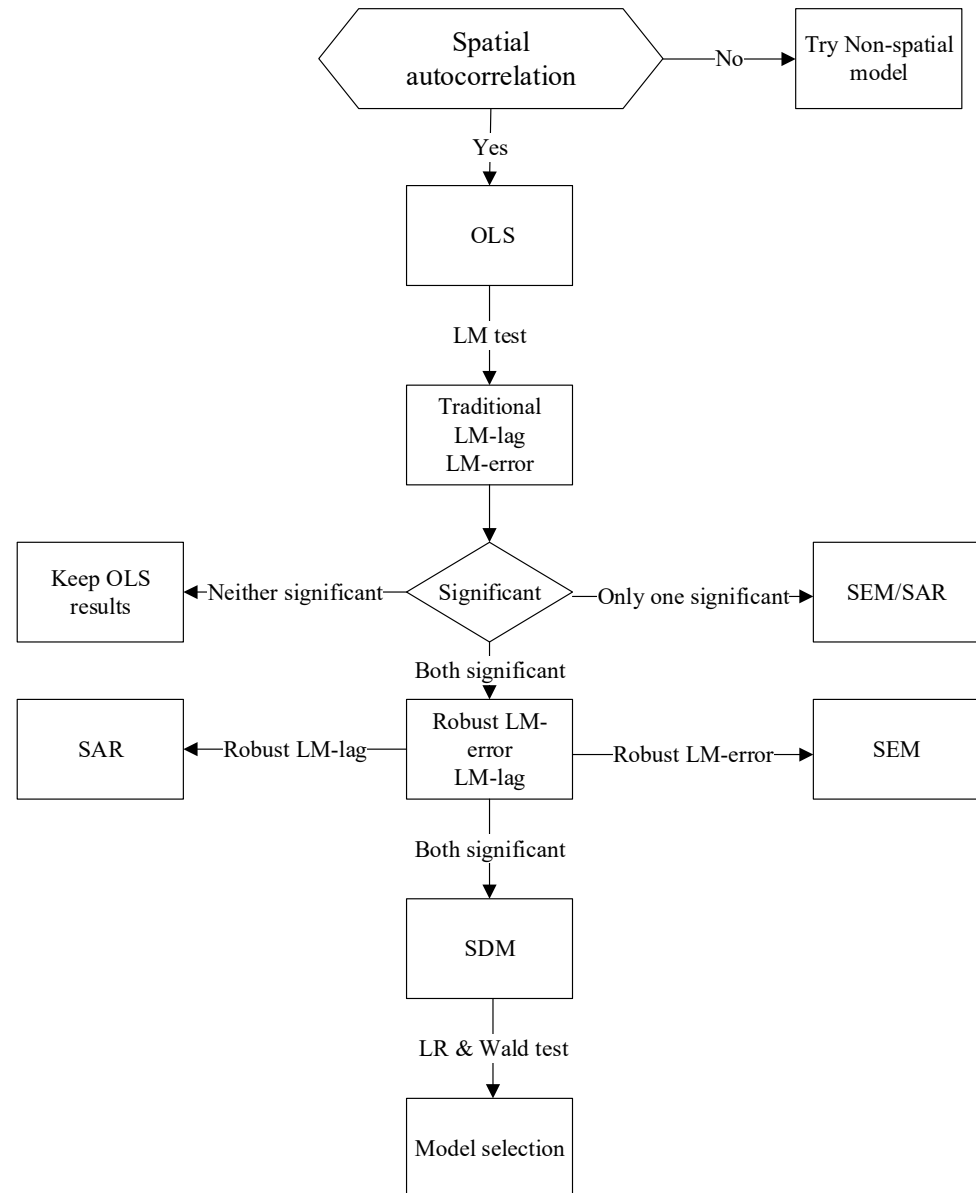 Spatial
autocorrelation
No
Try Non-spatial
model
Yes
OLS
LM test
Traditional
LM-lag
LM-error
Keep OLS
results
Neither significant
Significant
Only one significant
SEM/SAR
Both significant
SAR
Robust LM-lag
Robust LM-
error
LM-lag
Robust LM-error
SEM
Both significant
SDM
LR & Wald test
Model selection